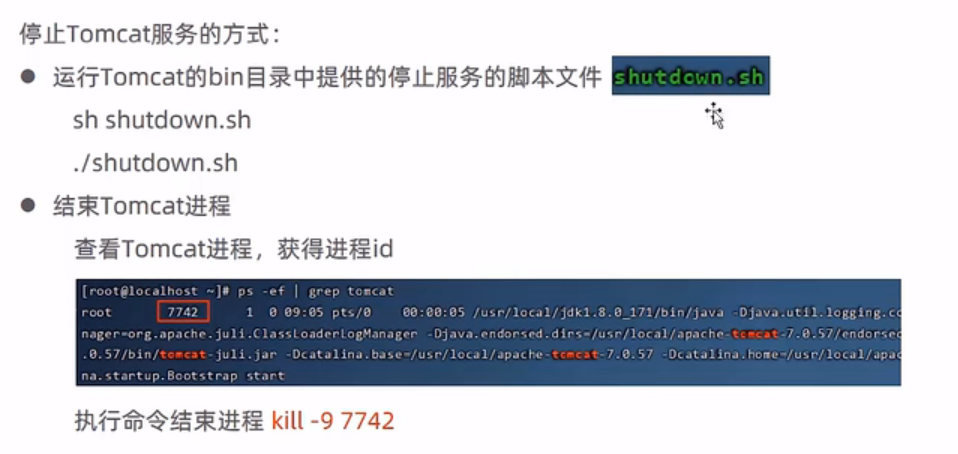 停止Tomcat服务的方式：
● 运行Tomcat的bin目录中提供的停止服务的脚本文件 shutdown.sh
sh shutdown.sh
./shutdown.sh
● 结束Tomcat进程
查看Tomcat进程，获得进程id
[root@localhost ~]# ps -ef | grep tomcat
root 7742 1 0 09:05 pts/0 00:00:05 /usr/local/jdk1.8.0_171/bin/java -Djava.util.logging.co
nager=org.apache.juli.ClassLoaderLogManager -Djava.endorsed.dirs=/usr/local/apache-tomcat-7.0.57/endorsed
.0.57/bin/tomcat-juli.jar -Dcatalina.base=/usr/local/apache-tomcat-7.0.57 -Dcatalina.home=/usr/local/apac
na.startup.Bootstrap start
执行命令结束进程 kill -9 7742